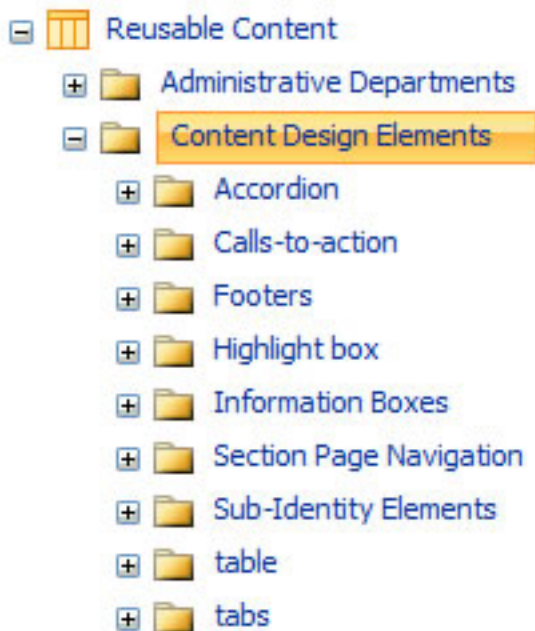 Reusable Content
Administrative Departments
Content Design Elements
Accordion
Calls-to-action
Footers
Highlight box
Information Boxes
Section Page Navigation
Sub-Identity Elements
table
tabs